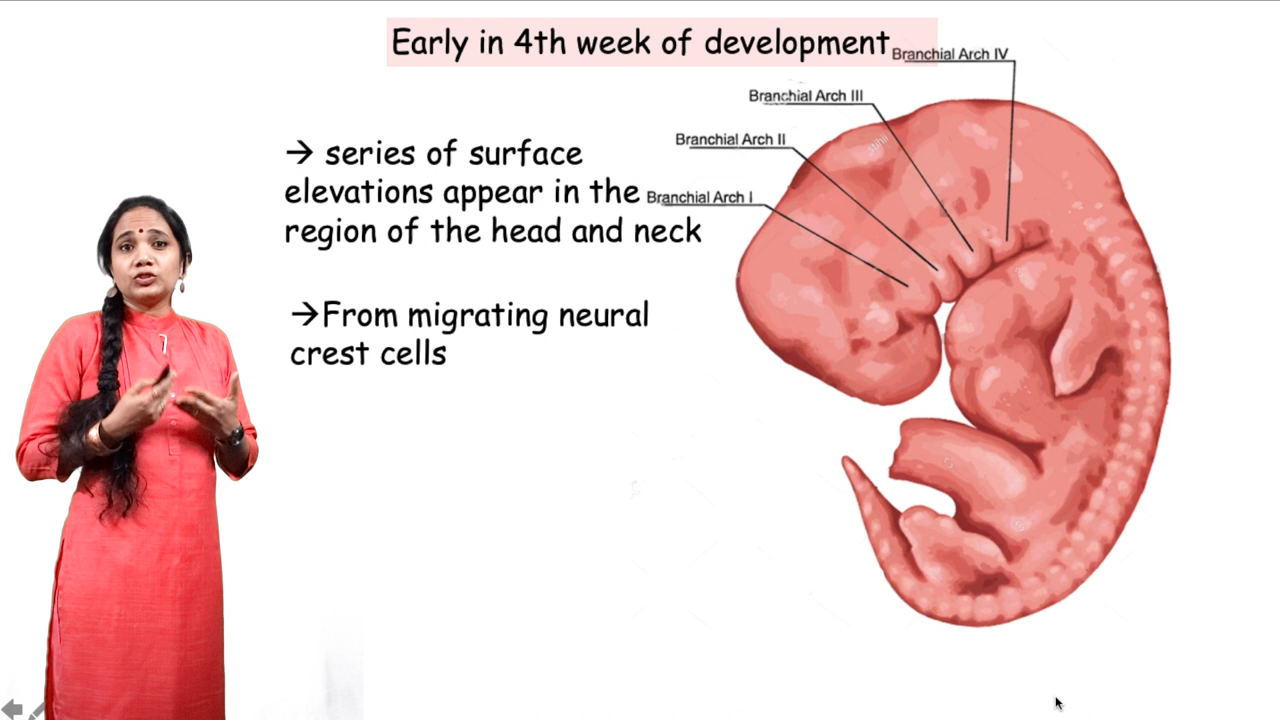 Early in 4th week of development
Branchial Arch IV
Branchial Arch III
Branchial Arch II
Branchial Arch I
→ series of surface
elevations appear in the
region of the head and neck
→From migrating neural
crest cells